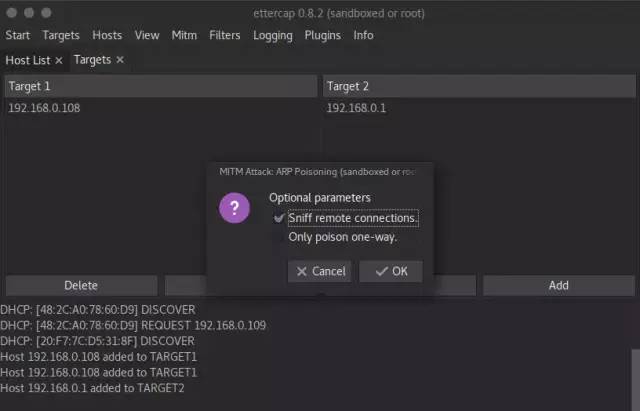 ettercap 0.8.2 (sandboxed or root)
Start Targets Hosts View Mitm Filters Logging Plugins Info
Host List × Targets ×
Target 1 Target 2
192.168.0.108 192.168.0.1
MITM Attack: ARP Poisoning (sandboxed or root
Optional parameters
Sniff remote connections.
Only poison one-way.
Cancel OK
Delete Add
DHCP: [48:2C:A0:78:60:D9] DISCOVER
DHCP: [48:2C:A0:78:60:D9] REQUEST 192.168.0.109
DHCP: [20:F7:7C:D5:31:8F] DISCOVER
Host 192.168.0.108 added to TARGET1
Host 192.168.0.108 added to TARGET1
Host 192.168.0.1 added to TARGET2